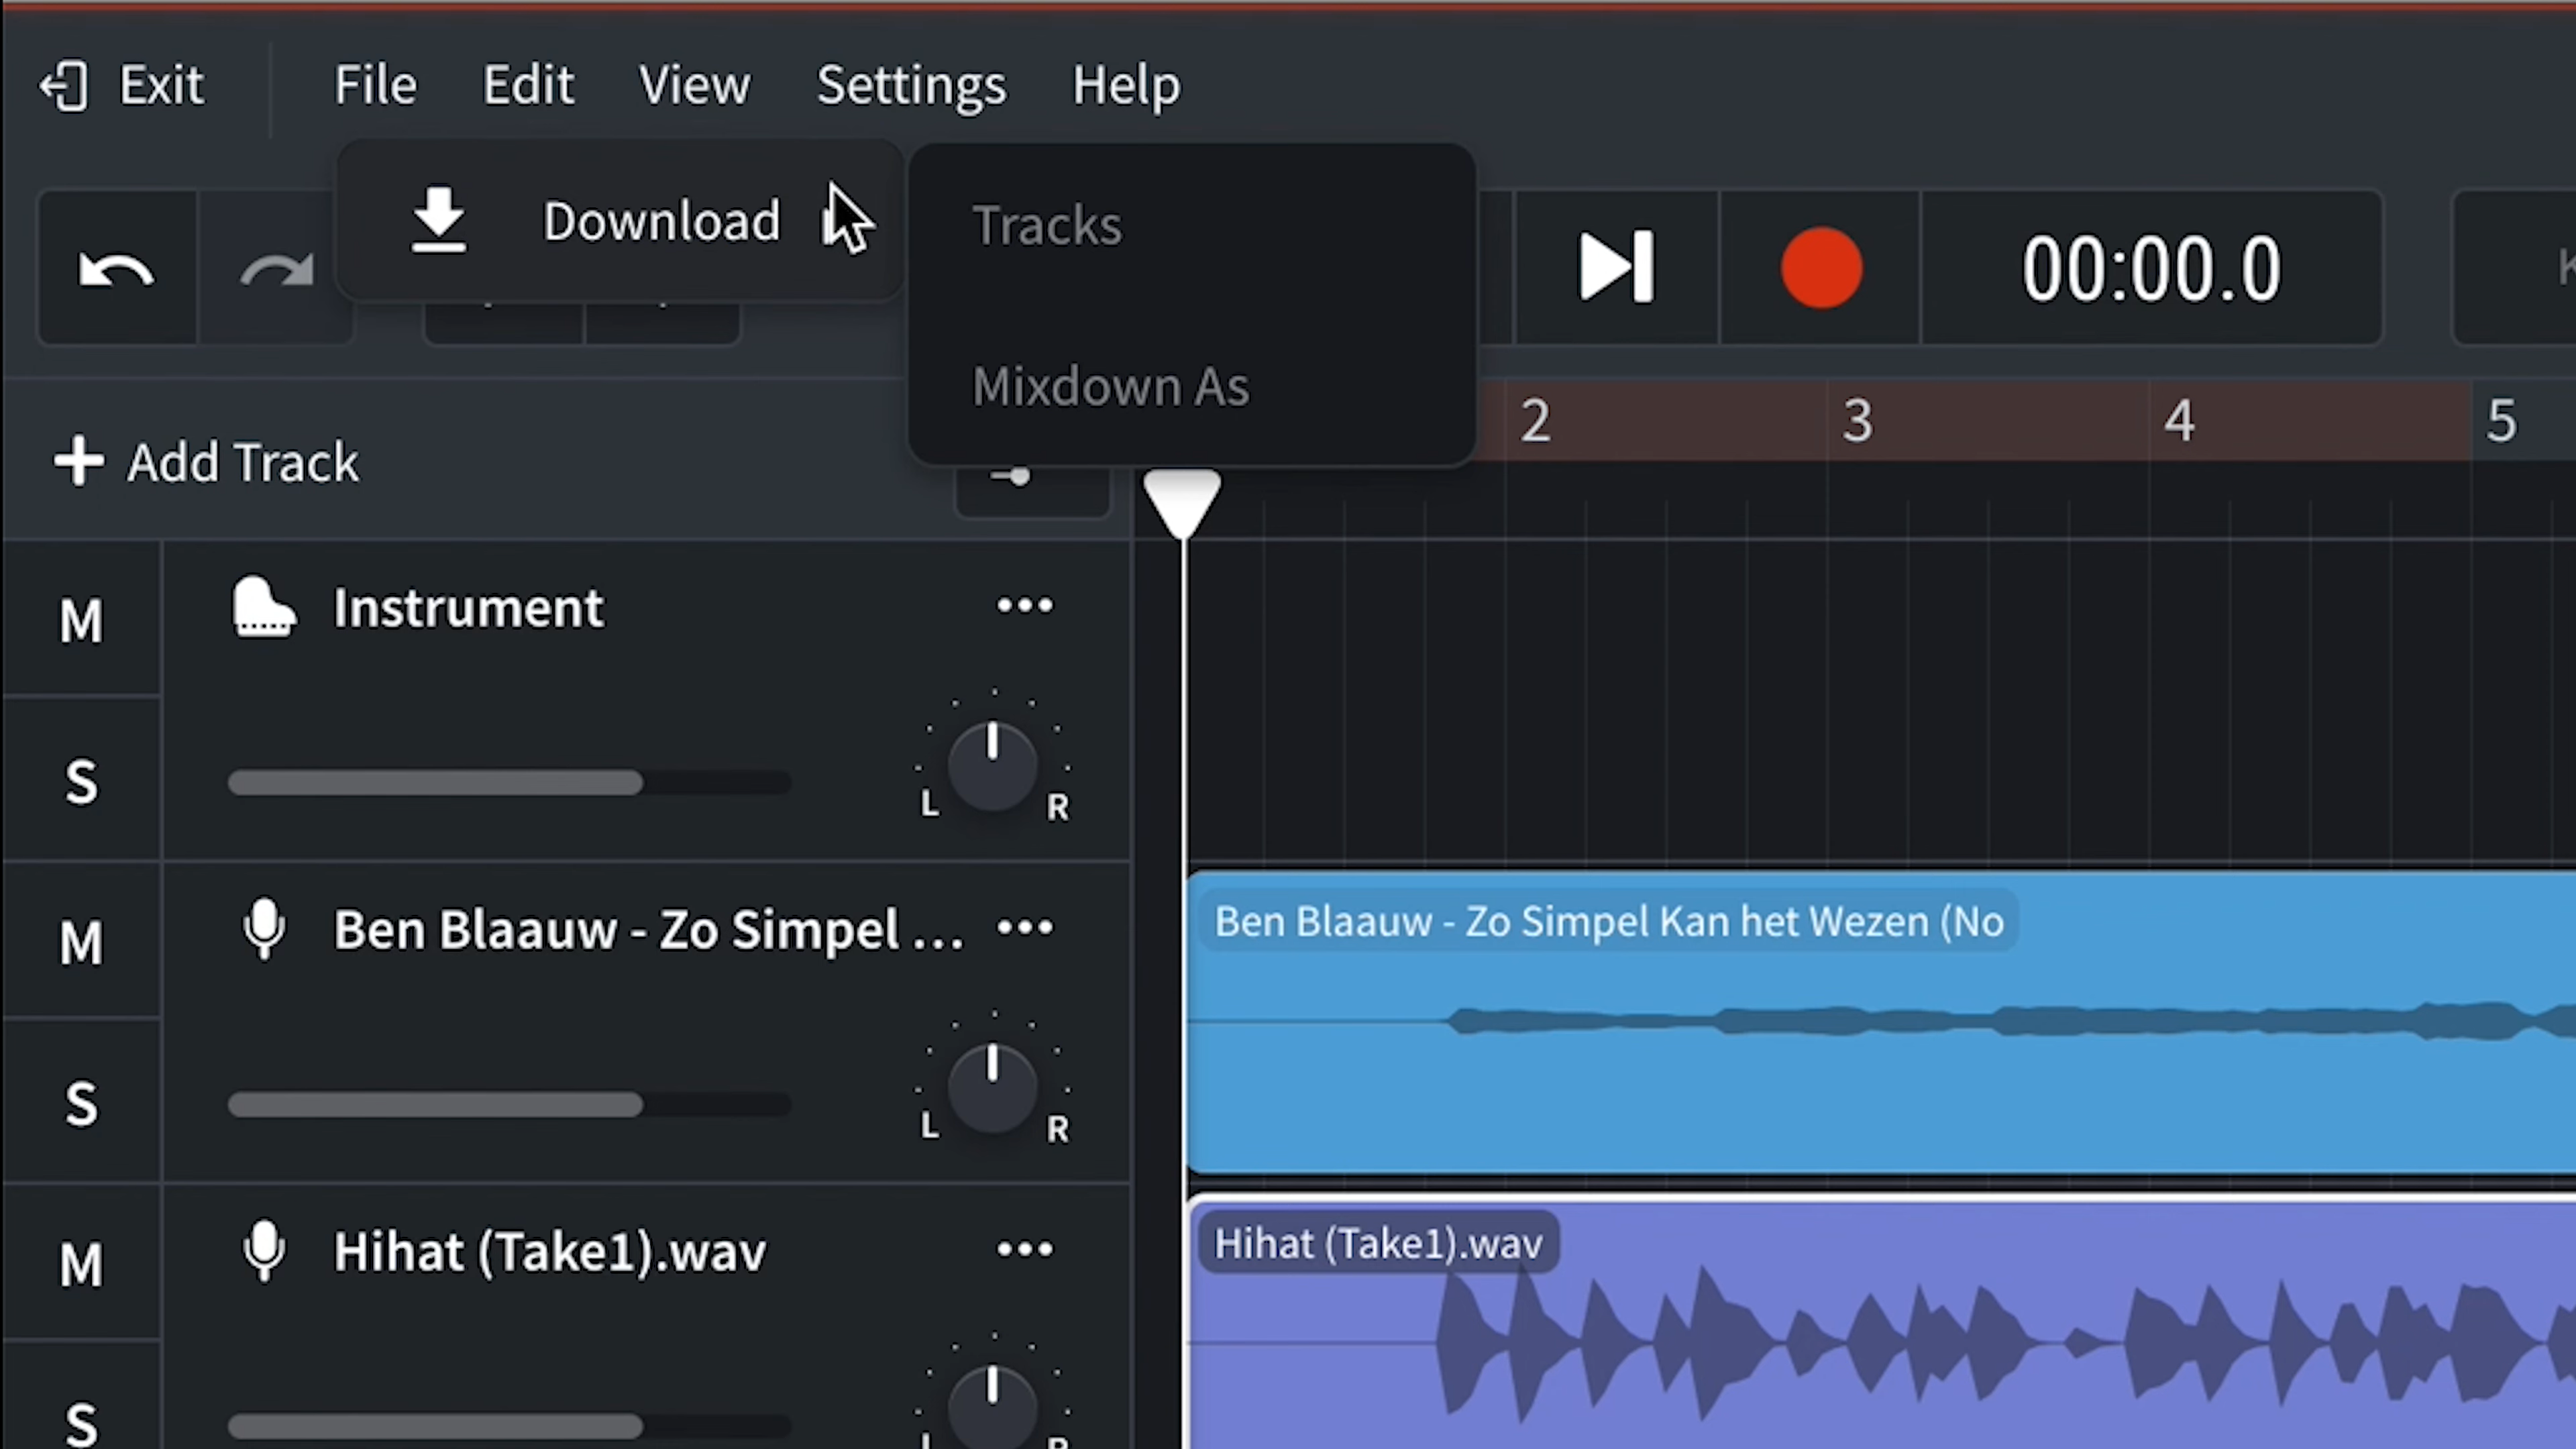 Exit File Edit View Settings Help
Download
Tracks
Mixdown As
00:00.0
K
Add Track
2 3 4 5
M
Instrument
S
L R
M
Ben Blaauw - Zo Simpel ...
Ben Blaauw - Zo Simpel Kan het Wezen (No
S
L R
M
Hihat (Take1).wav
Hihat (Take1).wav
S